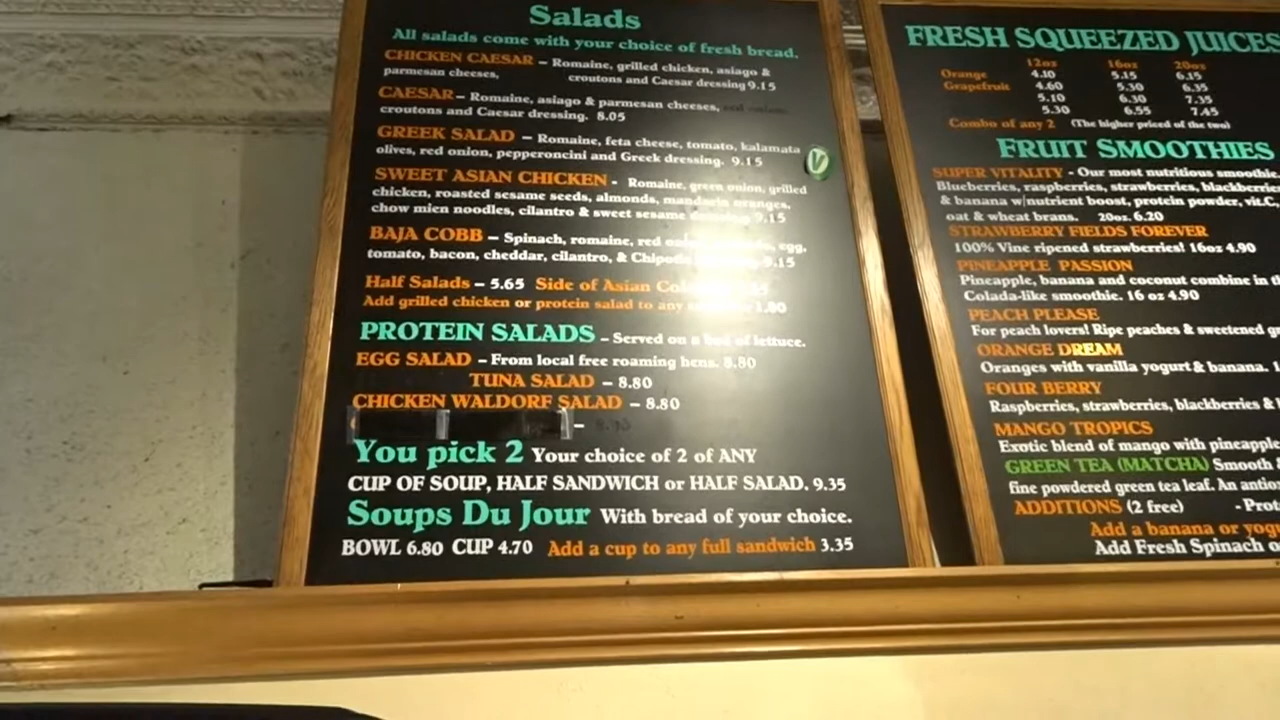 Salads
All salads come with your choice of fresh bread.
CHICKEN CAESAR – Romaine, grilled chicken, asiago &
parmesan cheeses, croutons and Caesar dressing 9.15
CAESAR – Romaine, asiago & parmesan cheeses,
croutons and Caesar dressing. 8.05
GREEK SALAD – Romaine, feta cheese, tomato, kalamata
olives, red onion, pepperoncini and Greek dressing. 9.15
V
SWEET ASIAN CHICKEN - Romaine, green onion, grilled
chicken, roasted sesame seeds, almonds, mandarin oranges,
chow mien noodles, cilantro & sweet sesame 9.15
BAJA COBB – Spinach, romaine, red egg,
tomato, bacon, cheddar, cilantro, & 9.15
Half Salads – 5.65 Side of Asian
Add grilled chicken or protein salad to any 1.80
PROTEIN SALADS – Served on a bed of lettuce.
EGG SALAD – From local free roaming hens. 8.80
TUNA SALAD – 8.80
CHICKEN WALDORF SALAD – 8.80
–
You pick 2 Your choice of 2 of ANY
CUP OF SOUP, HALF SANDWICH or HALF SALAD. 9.35
Soups Du Jour With bread of your choice.
BOWL 6.80 CUP 4.70 Add a cup to any full sandwich 3.35
FRESH SQUEEZED JUICES
12oz 16oz 20oz
Orange 4.10 5.15 6.15
Grapefruit 4.60 5.30 6.35
5.10 6.30 7.35
5.30 6.55 7.45
Combo of any 2 (The higher priced of the two)
FRUIT SMOOTHIES
SUPER VITALITY - Our most nutritious smoothie.
Blueberries, raspberries, strawberries, blackberrie
& banana w/nutrient boost, protein powder, vit.C,
oat & wheat brans. 20oz. 6.20
STRAWBERRY FIELDS FOREVER
100% Vine ripened strawberries! 16oz 4.90
PINEAPPLE PASSION
Pineapple, banana and coconut combine in th
Colada-like smoothie. 16 oz 4.90
PEACH PLEASE
For peach lovers! Ripe peaches & sweetened g
ORANGE DREAM
Oranges with vanilla yogurt & banana. 1
FOUR BERRY
Raspberries, strawberries, blackberries &
MANGO TROPICS
Exotic blend of mango with pineapple
GREEN TEA (MATCHA) Smooth &
fine powdered green tea leaf. An antiox
ADDITIONS (2 free) - Prot
Add a banana or yog
Add Fresh Spinach o